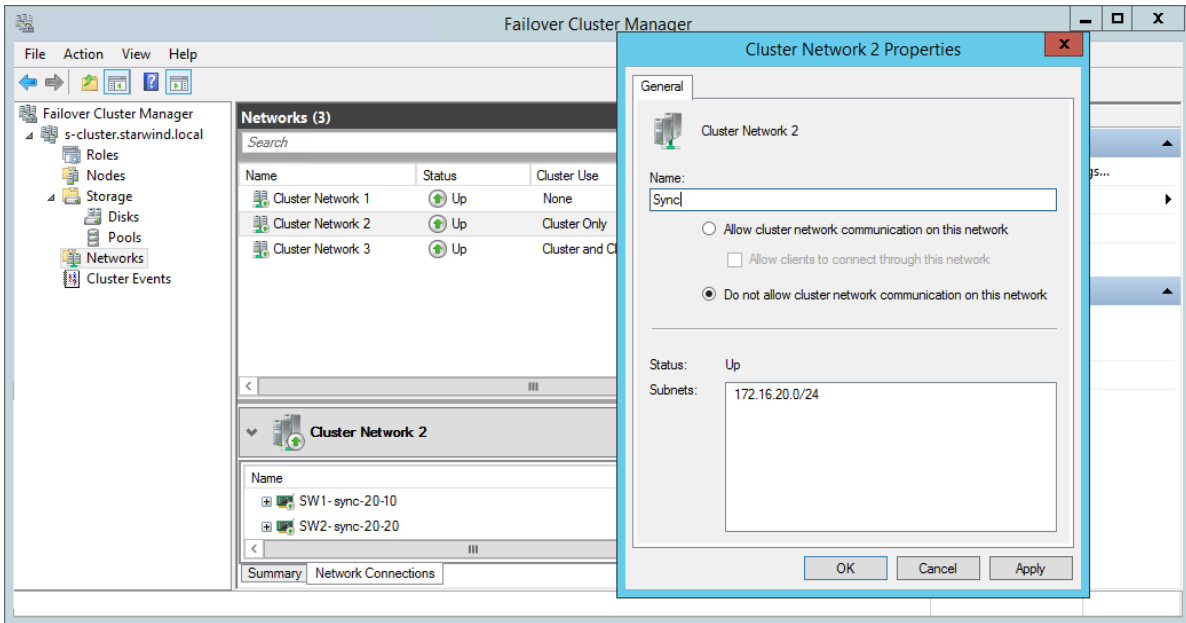 Failover Cluster Manager
File Action View Help
Failover Cluster Manager
s-cluster.starwind.local
Roles
Nodes
Storage
Disks
Pools
Networks
Cluster Events
Networks (3)
Search
Name Status Cluster Use
Cluster Network 1 Up None
Cluster Network 2 Up Cluster Only
Cluster Network 3 Up Cluster and Cl
Cluster Network 2
Name
SW1-sync-20-10
SW2-sync-20-20
Summary Network Connections
gs...
Cluster Network 2 Properties
X
General
Cluster Network 2
Name:
Sync
Allow cluster network communication on this network
Allow clients to connect through this network
Do not allow cluster network communication on this network
Status: Up
Subnets: 172.16.20.0/24
OK Cancel Apply